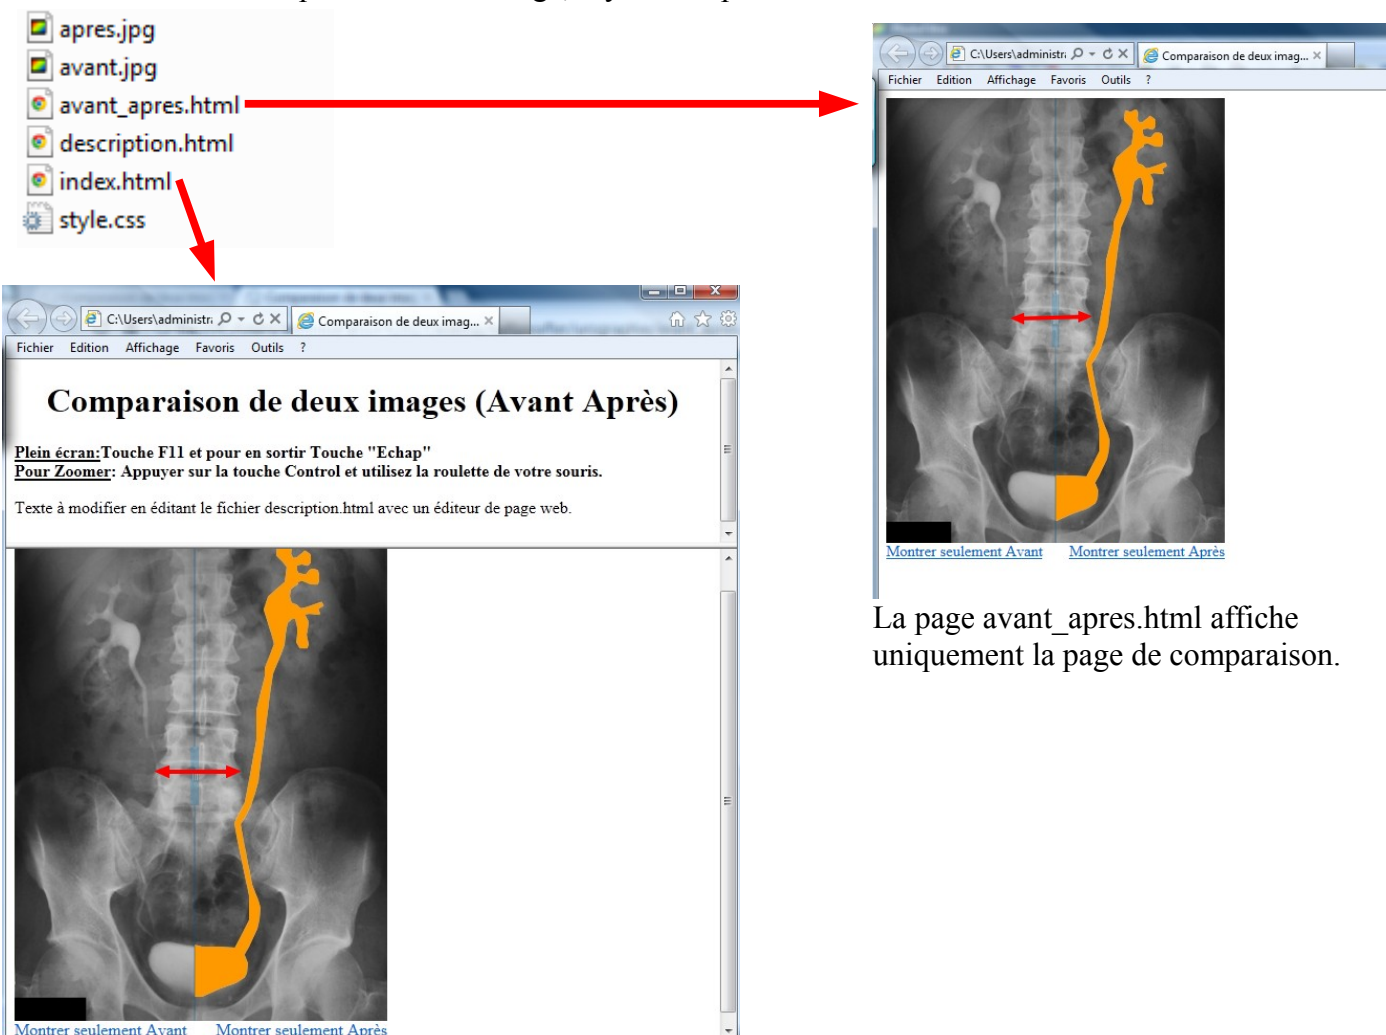 apres.jpg
avant.jpg
avant_apres.html
description.html
index.html
style.css
C:\Users\administra
Comparaison de deux imag...
Fichier Edition Affichage Favoris Outils ?
Montrer seulement Avant Montrer seulement Après
La page avant_apres.html affiche
uniquement la page de comparaison.
C:\Users\administra
Comparaison de deux imag...
Fichier Edition Affichage Favoris Outils ?
Comparaison de deux images (Avant Après)
Plein écran:Touche F11 et pour en sortir Touche "Echap"
Pour Zoomer: Appuyer sur la touche Control et utilisez la roulette de votre souris.
Texte à modifier en éditant le fichier description.html avec un éditeur de page web.
Montrer seulement Avant Montrer seulement Après